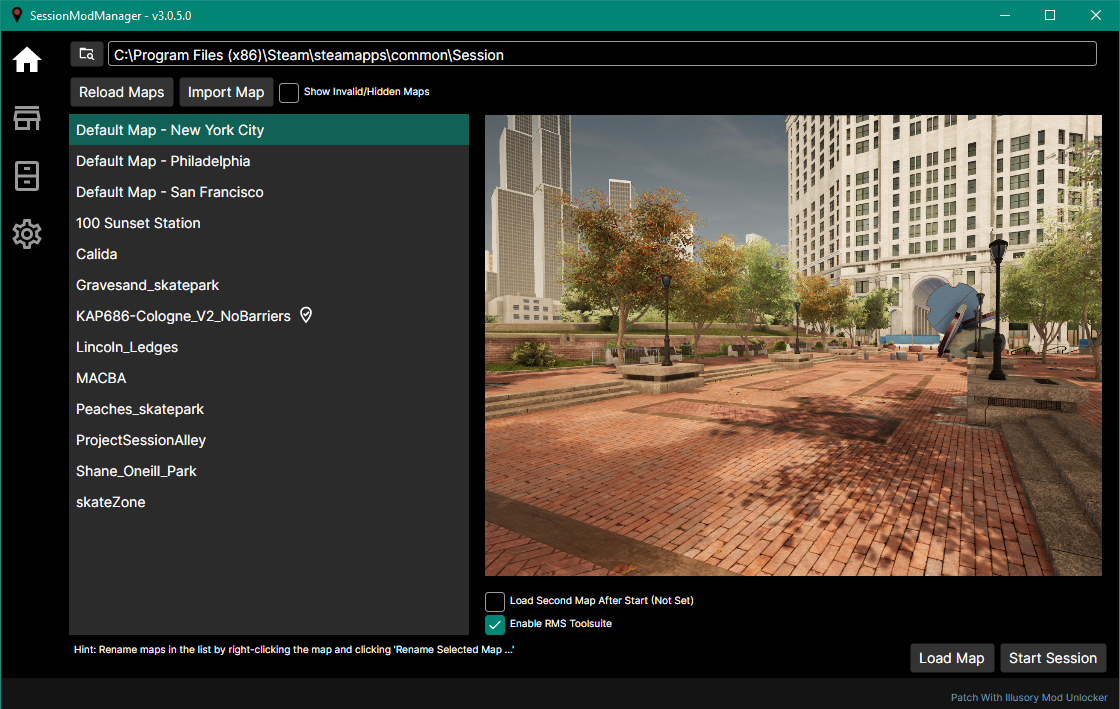 SessionModManager - v3.0.5.0
C:\Program Files (x86)\Steam\steamapps\common\Session
Reload Maps
Import Map
Show Invalid/Hidden Maps
Default Map - New York City
Default Map - Philadelphia
Default Map - San Francisco
100 Sunset Station
Calida
Gravesand_skatepark
KAP686-Cologne_V2_NoBarriers
Lincoln_Ledges
MACBA
Peaches_skatepark
ProjectSessionAlley
Shane_Oneill_Park
skateZone
Load Second Map After Start (Not Set)
Enable RMS Toolsuite
Hint: Rename maps in the list by right-clicking the map and clicking 'Rename Selected Map ...'
Load Map
Start Session
Patch With Illusory Mod Unlocker